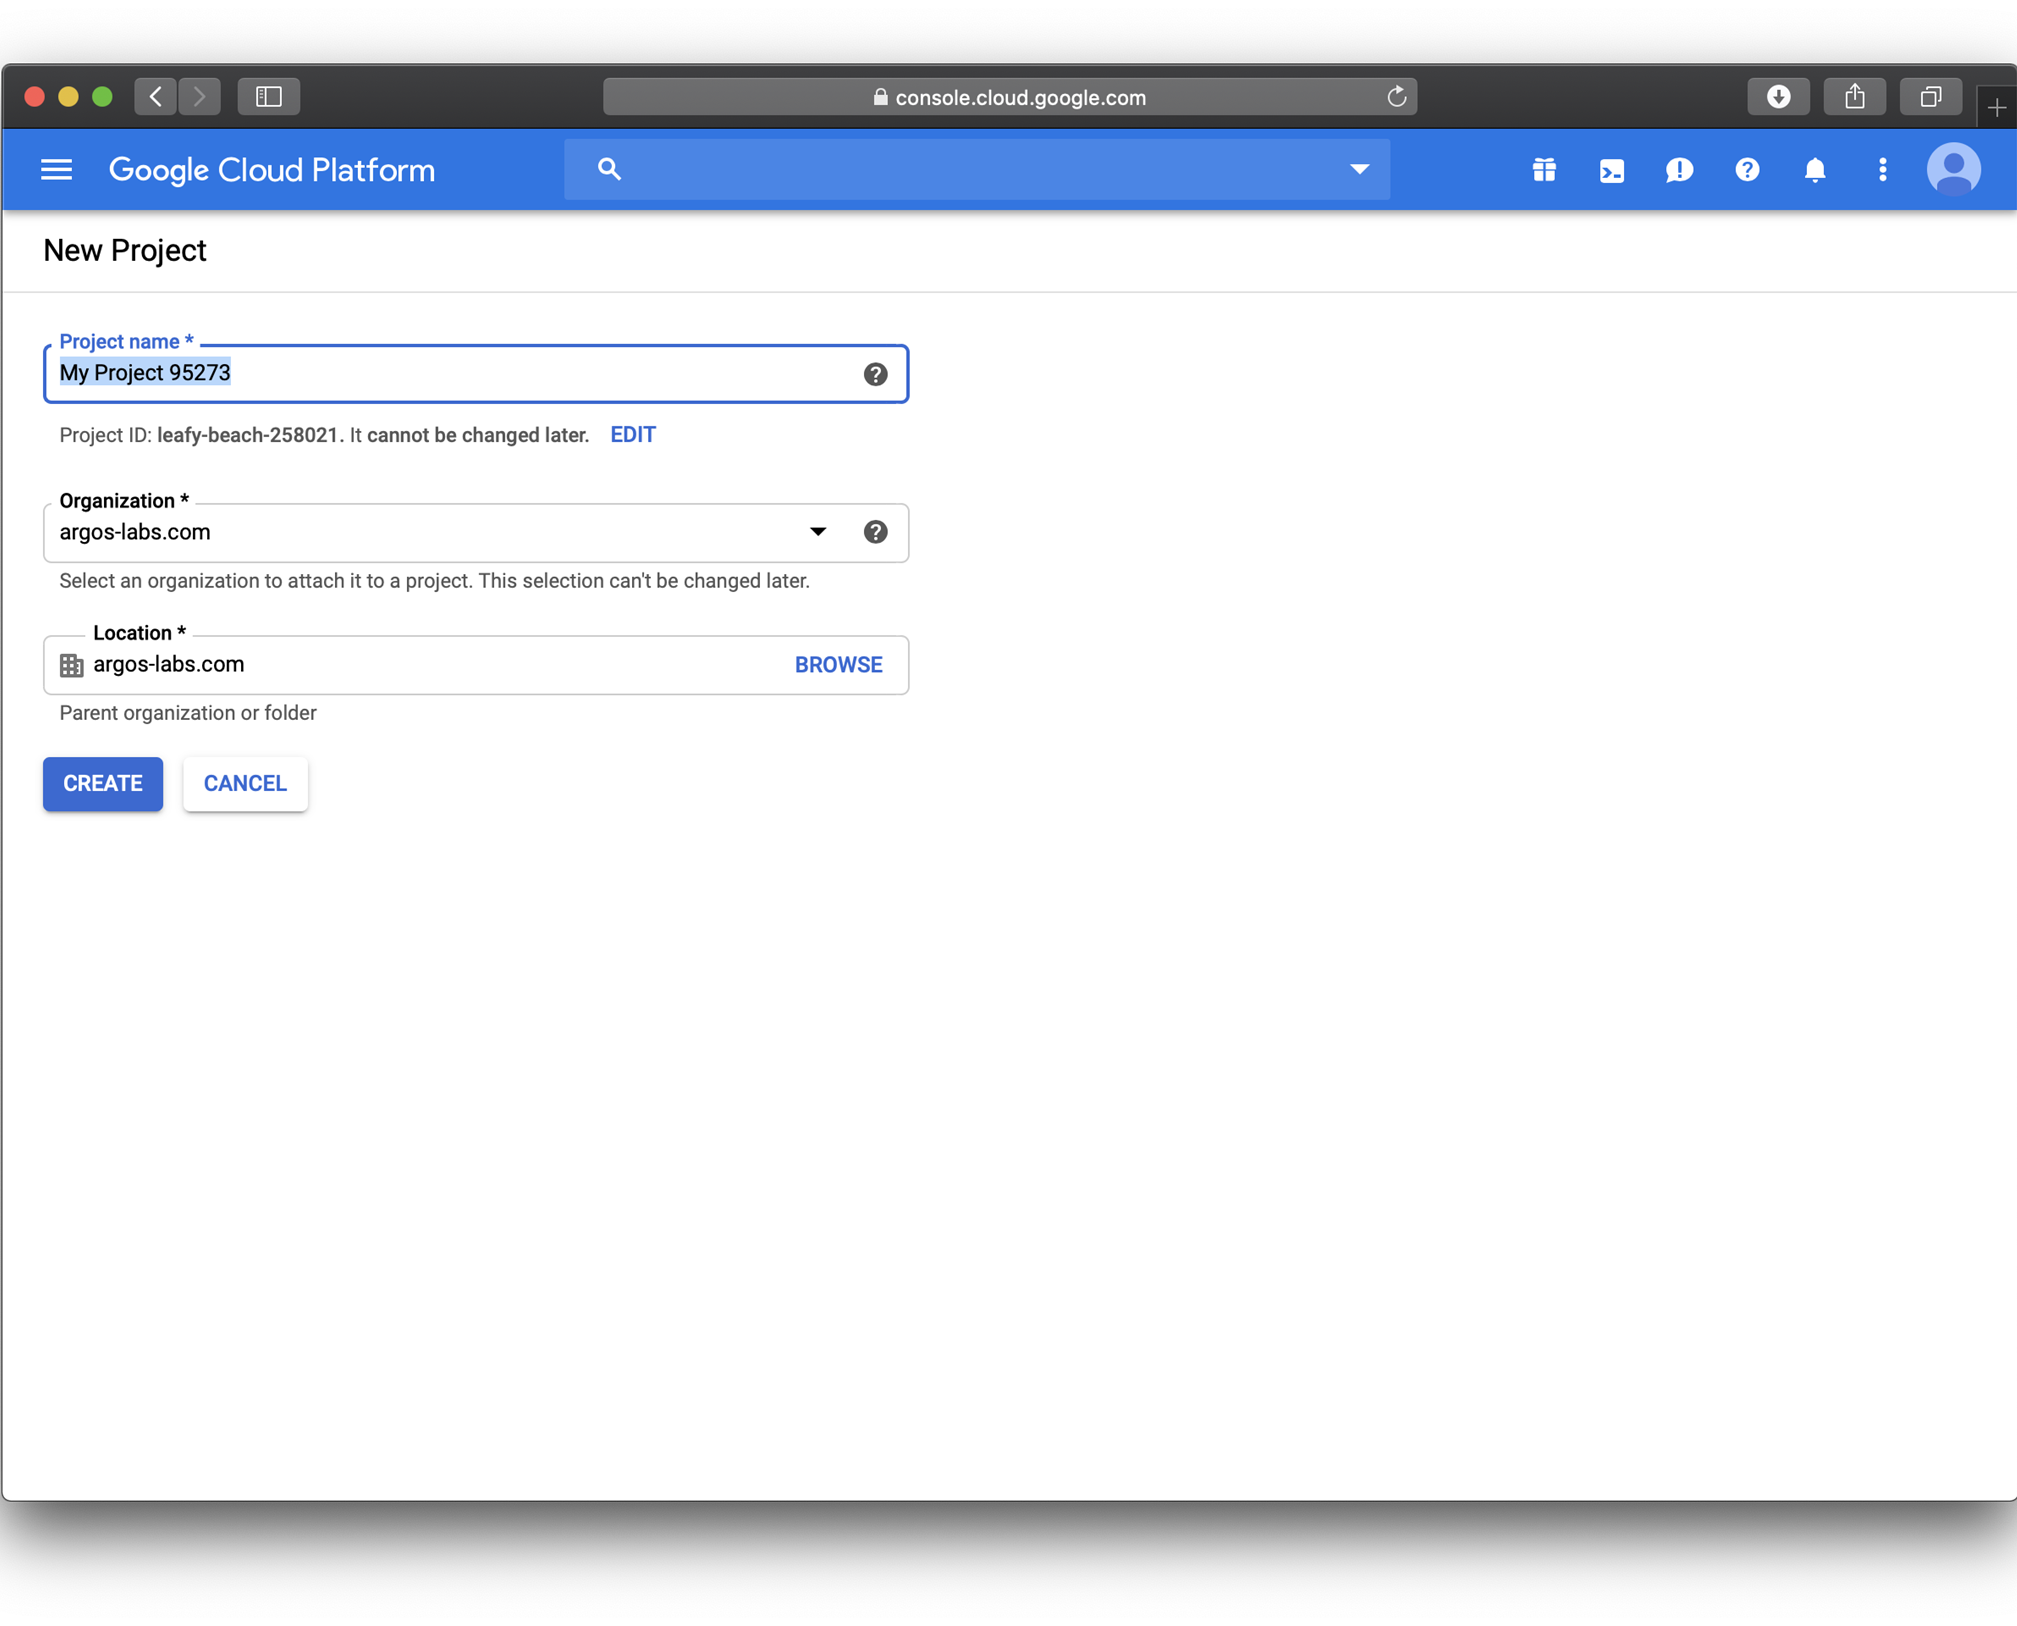 console.cloud.google.com
Google Cloud Platform
New Project
Project name *
My Project 95273
Project ID: leafy-beach-258021. It cannot be changed later. EDIT
Organization *
argos-labs.com
Select an organization to attach it to a project. This selection can't be changed later.
Location *
argos-labs.com BROWSE
Parent organization or folder
CREATE CANCEL